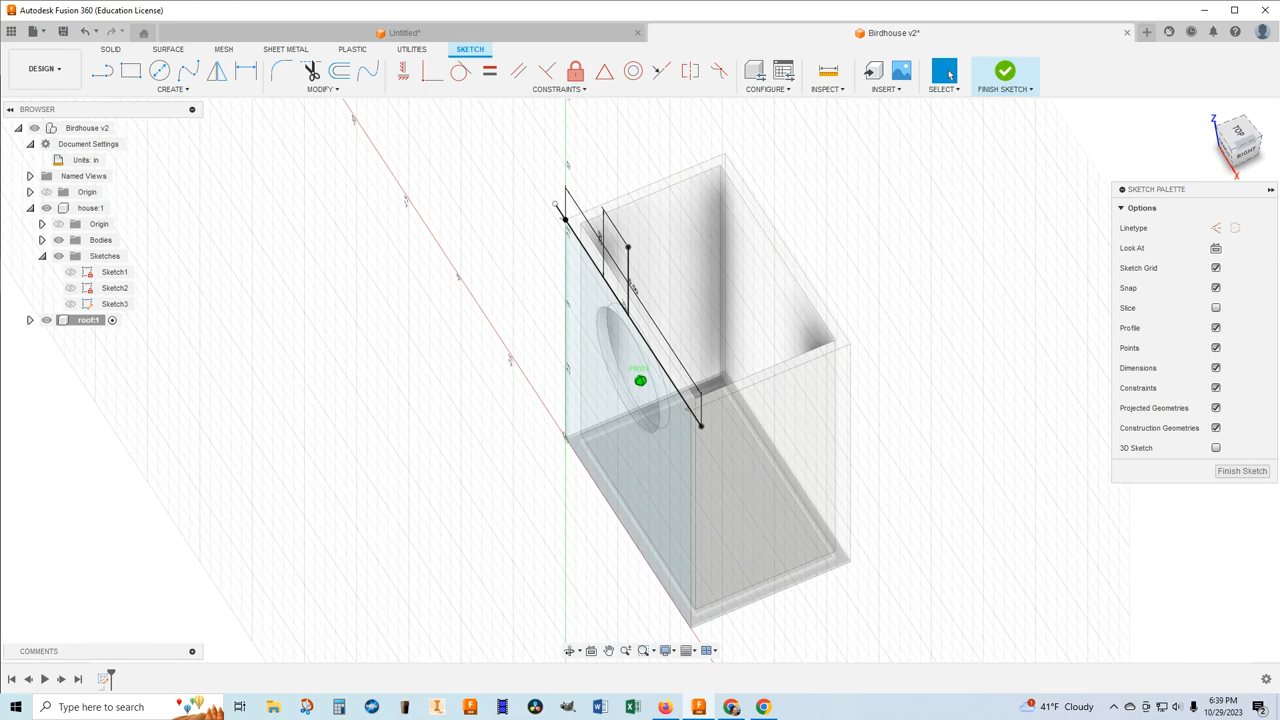 Autodesk Fusion 360 (Education License)
Untitled*
Birdhouse v2*
DESIGN
SOLID
SURFACE
MESH
SHEET METAL
PLASTIC
UTILITIES
SKETCH
CREATE
MODIFY
CONSTRAINTS
CONFIGURE
INSPECT
INSERT
SELECT
FINISH SKETCH
BROWSER
Birdhouse v2
Document Settings
Units: in
Named Views
Origin
house:1
Origin
Bodies
Sketches
Sketch1
Sketch2
Sketch3
roof:1
Z
TOP
RIGHT
X
SKETCH PALETTE
Options
Linetype
Look At
Sketch Grid
Snap
Slice
Profile
Points
Dimensions
Constraints
Projected Geometries
Construction Geometries
3D Sketch
Finish Sketch
COMMENTS
Type here to search
41°F Cloudy
6:39 PM
10/29/2023